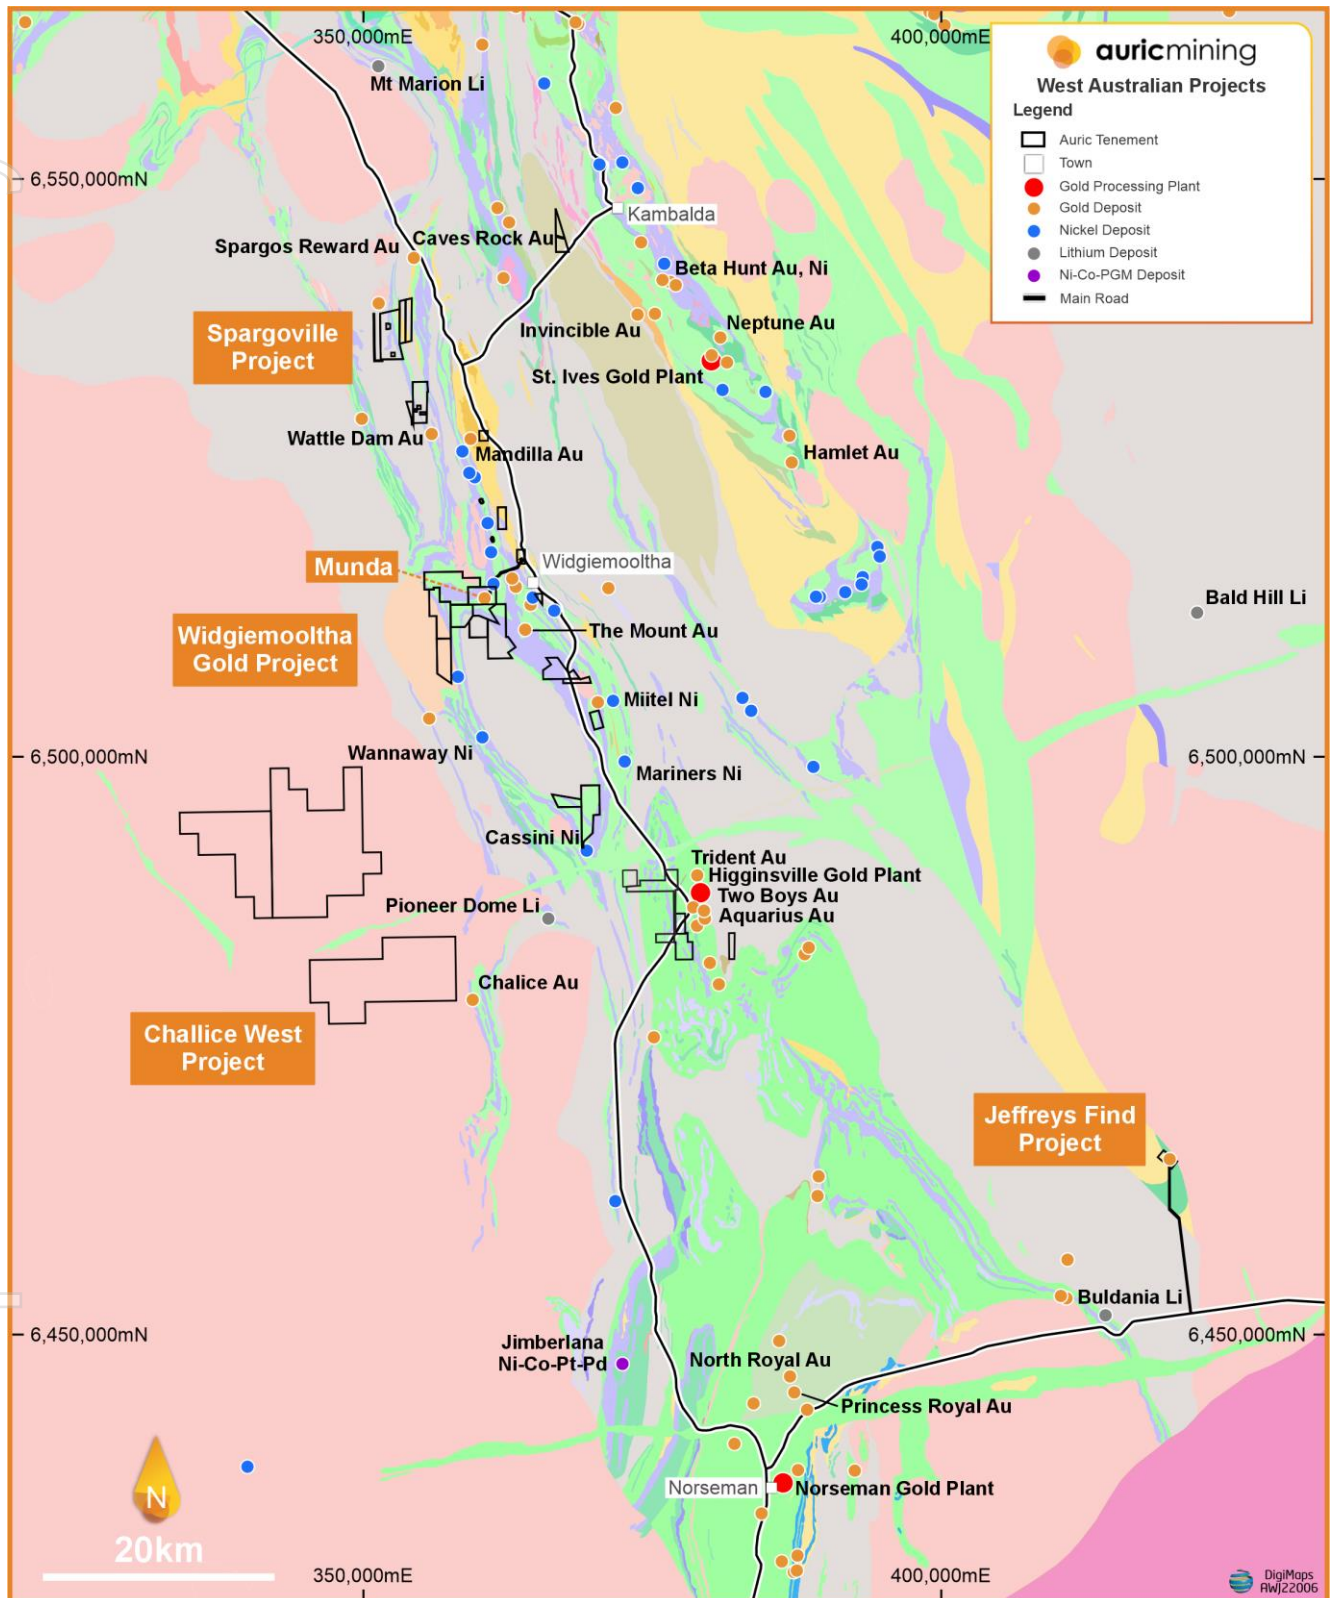 350,000mE
400,000mE
auricmining
West Australian Projects
Legend
Auric Tenement
Town
Gold Processing Plant
Gold Deposit
Nickel Deposit
Lithium Deposit
Ni-Co-PGM Deposit
Main Road
Mt Marion Li
6,550,000mN
Kambalda
Spargos Reward Au
Caves Rock Au
Beta Hunt Au, Ni
Spargoville
Project
Invincible Au
Neptune Au
St. Ives Gold Plant
Wattle Dam Au
Mandilla Au
Hamlet Au
Munda
Widgiemooltha
Bald Hill Li
Widgiemooltha
Gold Project
The Mount Au
Miitel Ni
Wannaway Ni
6,500,000mN
6,500,000mN
Mariners Ni
Cassini Ni
Trident Au
Higginsville Gold Plant
Two Boys Au
Pioneer Dome Li
Aquarius Au
Chalice Au
Challice West
Project
Jeffreys Find
Project
Buldania Li
6,450,000mN
6,450,000mN
Jimberlana
Ni-Co-Pt-Pd
North Royal Au
Princess Royal Au
Norseman
Norseman Gold Plant
N
20km
350,000mE
400,000mE
DigiMaps
AWJ22006